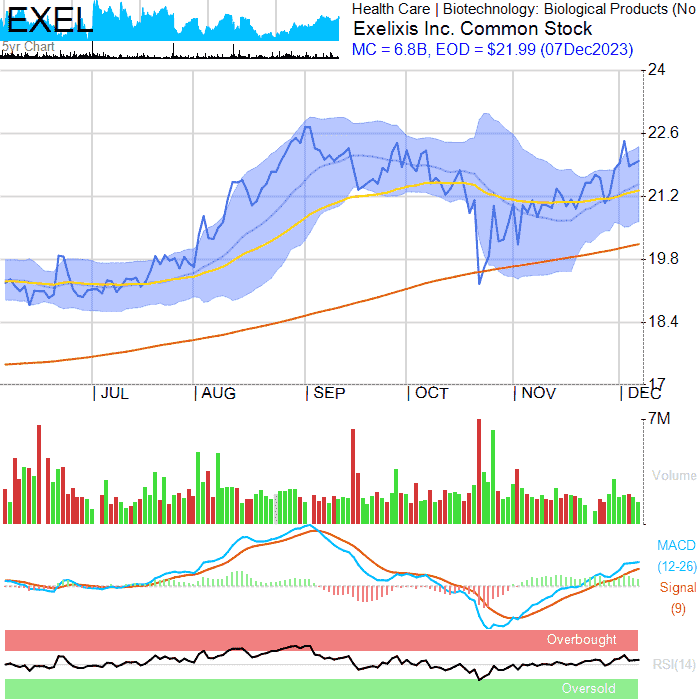 EXEL
5yr Chart
Health Care | Biotechnology: Biological Products (No
Exelixis Inc. Common Stock
MC = 6.8B, EOD = $21.99 (07Dec2023)
24
22.6
21.2
19.8
18.4
17
| JUL | AUG | SEP | OCT | NOV | DEC
7M
Volume
MACD
(12-26)
Signal
(9)
Overbought
RSI(14)
Oversold